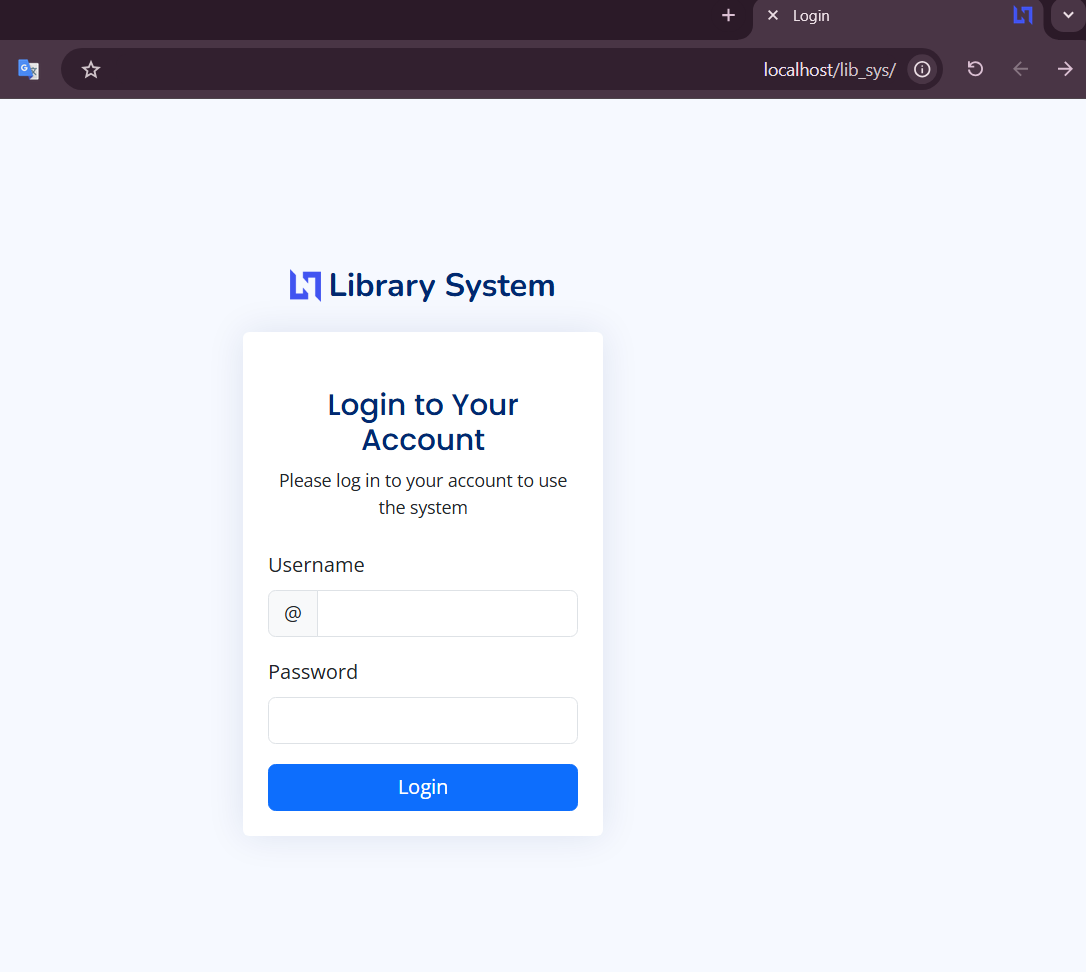 Login
localhost/lib_sys/
Library System
Login to Your
Account
Please log in to your account to use
the system
Username
@
Password
Login